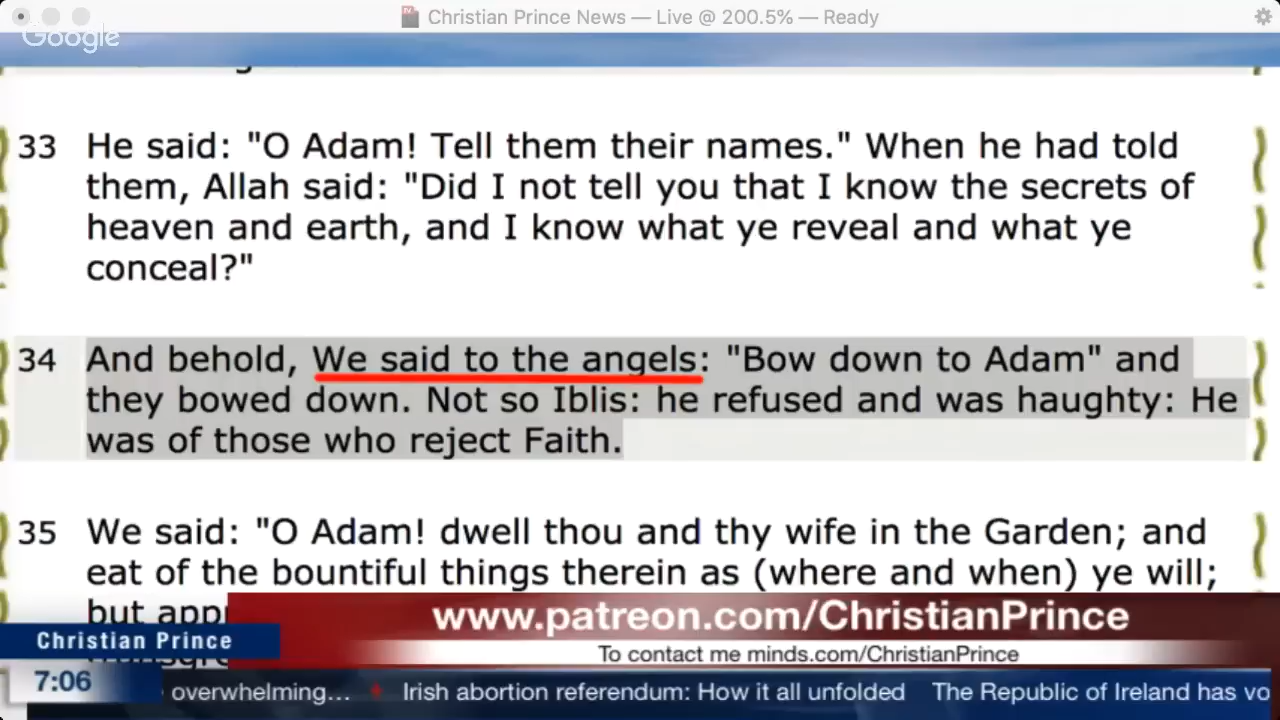 Christian Prince News — Live @ 200.5% — Ready
Google
33 He said: "O Adam! Tell them their names." When he had told
them, Allah said: "Did I not tell you that I know the secrets of
heaven and earth, and I know what ye reveal and what ye
conceal?"
34 And behold, We said to the angels: "Bow down to Adam" and
they bowed down. Not so Iblis: he refused and was haughty: He
was of those who reject Faith.
35 We said: "O Adam! dwell thou and thy wife in the Garden; and
eat of the bountiful things therein as (where and when) ye will;
but
www.patreon.com/ChristianPrince
Christian Prince
To contact me minds.com/ChristianPrince
7:06
overwhelming... Irish abortion referendum: How it all unfolded The Republic of Ireland has vo